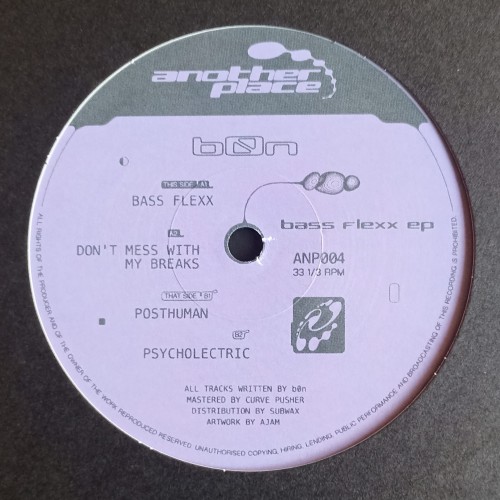 another
place
b0n
THIS SIDE * A1
BASS FLEXX
A2
DON'T MESS WITH
MY BREAKS
THAT SIDE * B1
POSTHUMAN
B2
PSYCHOLECTRIC
bass flexx ep
ANP004
33 1/3 RPM
ALL TRACKS WRITTEN BY b0n
MASTERED BY CURVE PUSHER
DISTRIBUTION BY SUBWAX
ARTWORK BY AJAM
ALL RIGHTS OF THE PRODUCER AND OF THE OWNER OF THE WORK REPRODUCED RESERVED. UNAUTHORISED COPYING, HIRING, LENDING, PUBLIC PERFORMANCE AND BROADCASTING OF THIS RECORDING IS PROHIBITED.